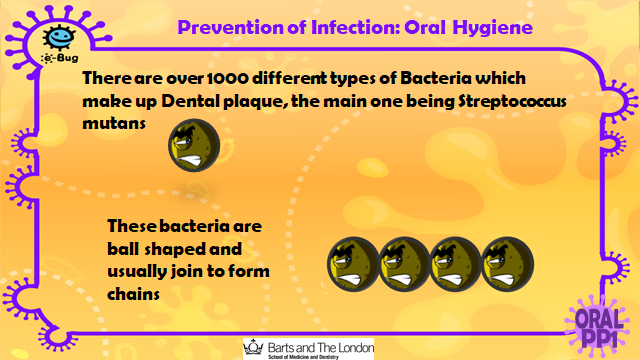 Prevention of Infection: Oral Hygiene
e-Bug
There are over 1000 different types of Bacteria which
make up Dental plaque, the main one being Streptococcus
mutans
These bacteria are
ball shaped and
usually join to form
chains
ORAL
PP1
Barts and The London
School of Medicine and Dentistry